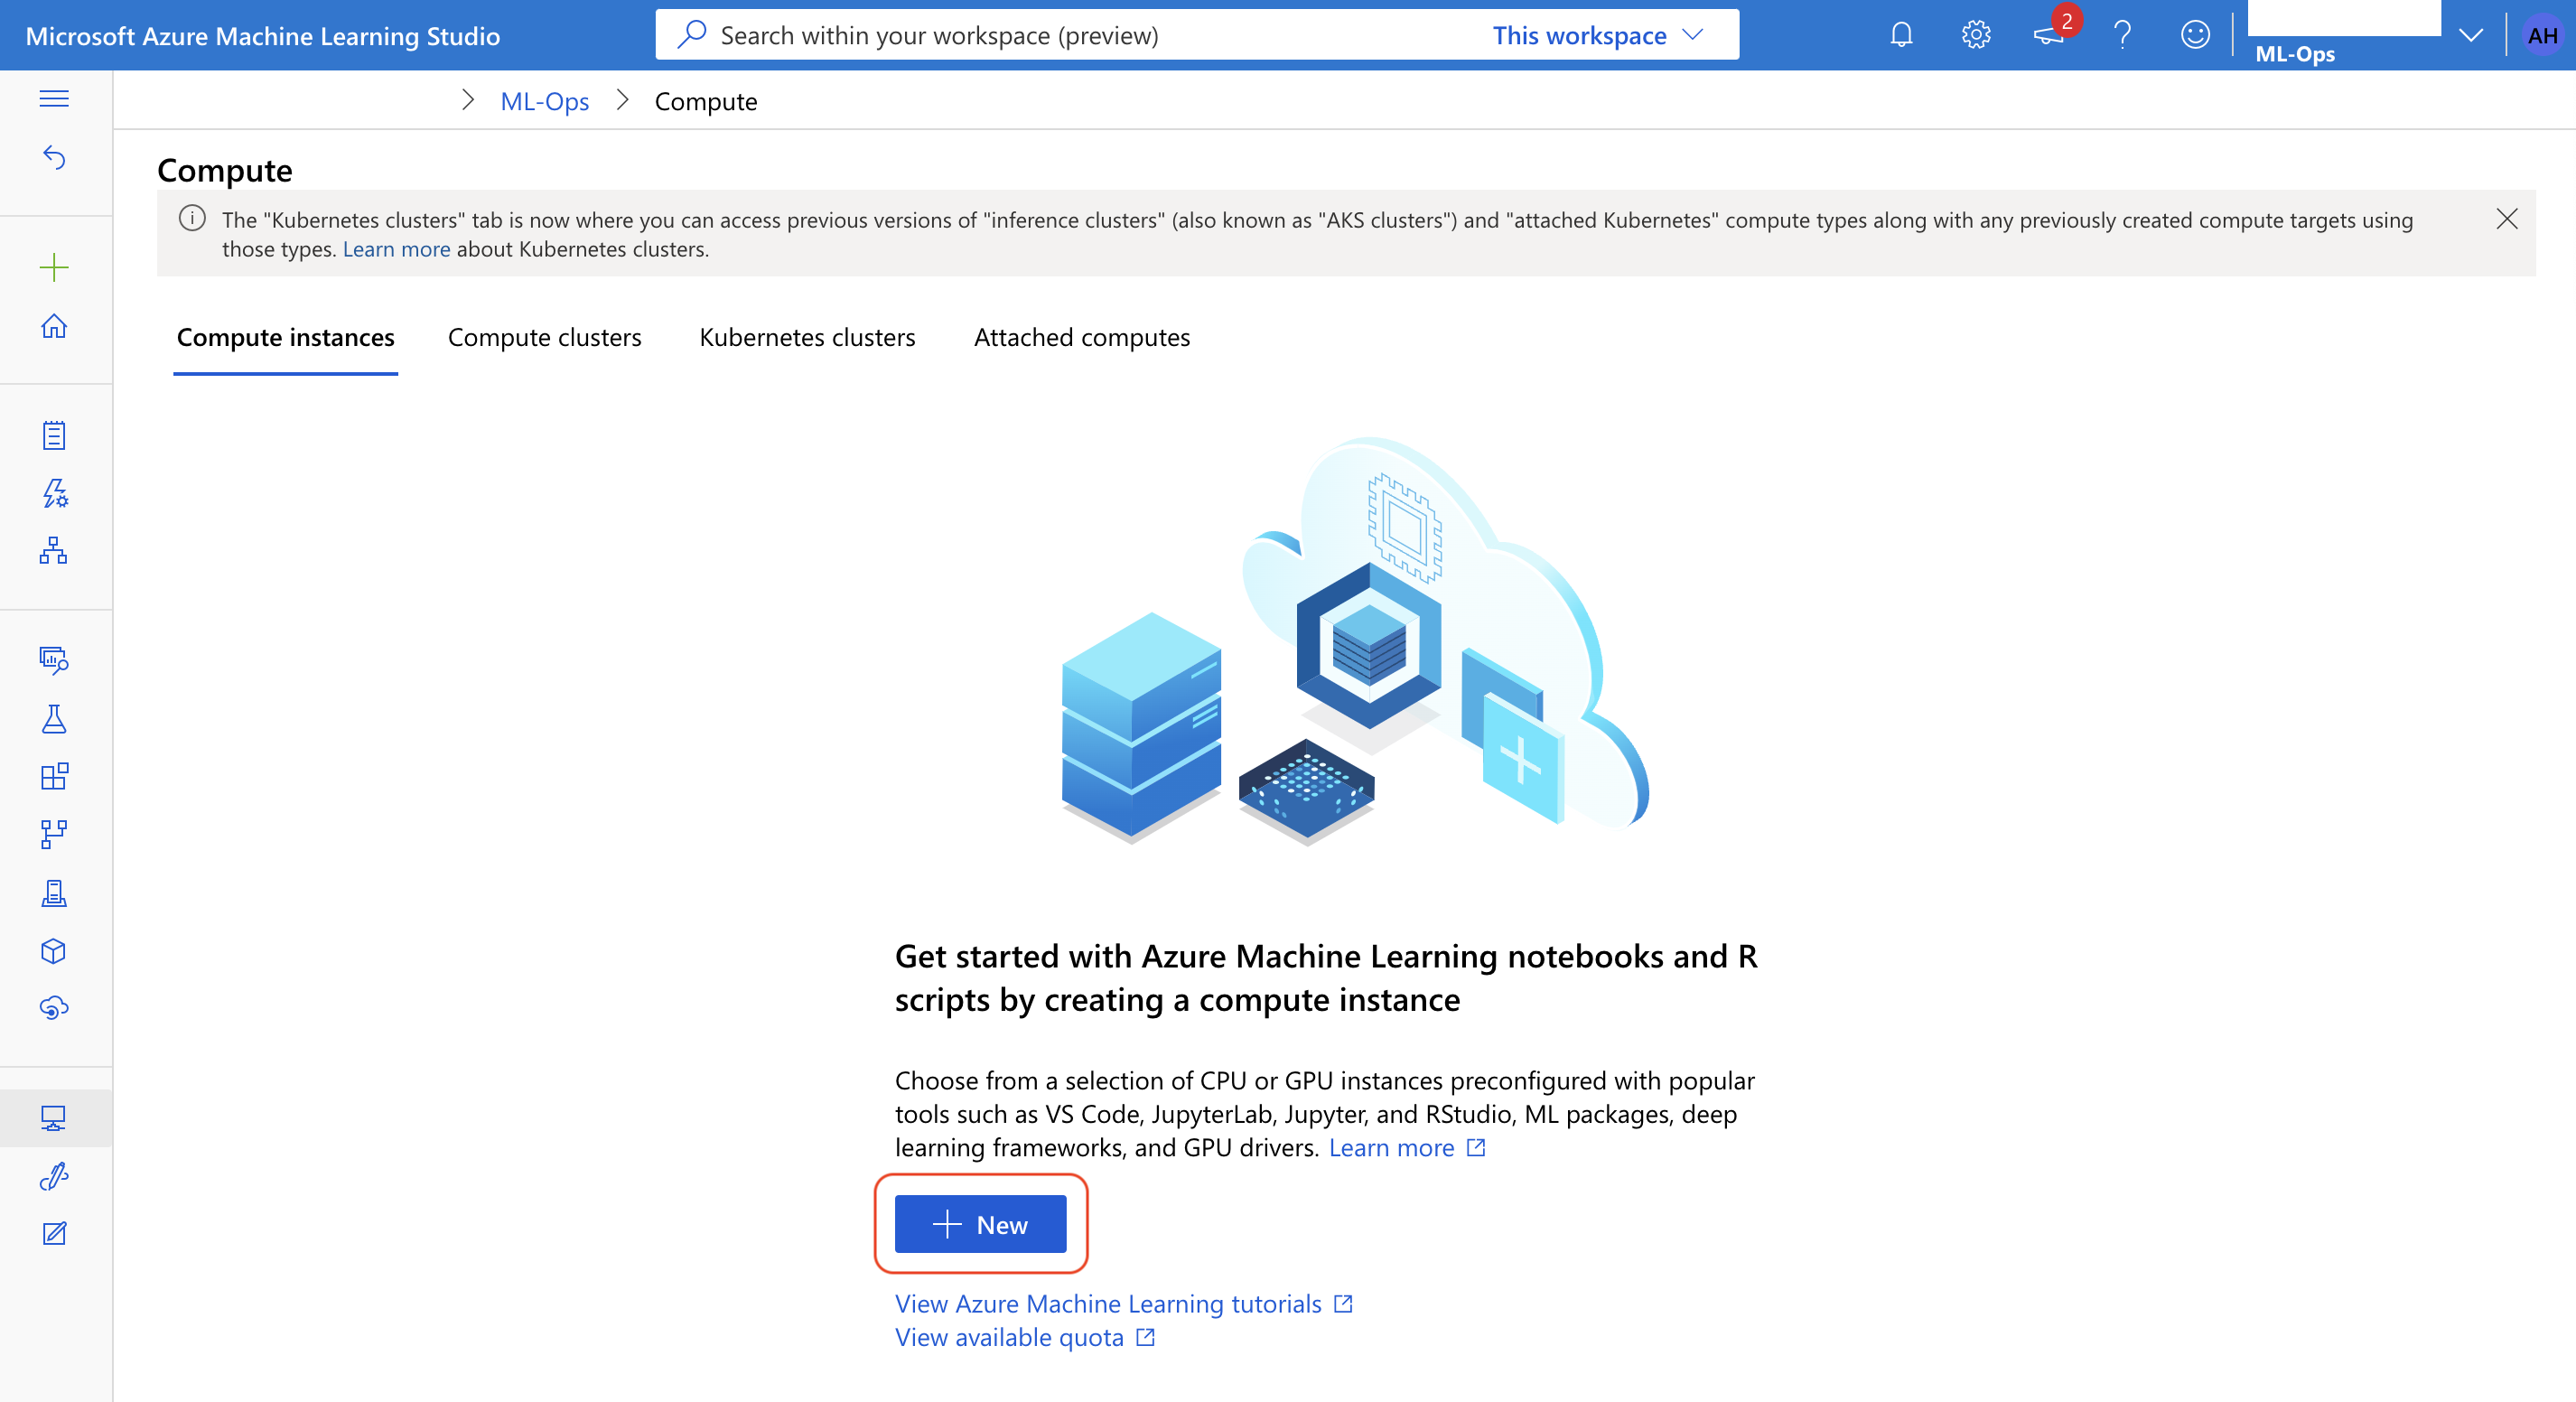 Microsoft Azure Machine Learning Studio
Search within your workspace (preview)
This workspace
2
ML-Ops
AH
ML-Ops
Compute
Compute
The "Kubernetes clusters" tab is now where you can access previous versions of "inference clusters" (also known as "AKS clusters") and "attached Kubernetes" compute types along with any previously created compute targets using
those types. Learn more about Kubernetes clusters.
Compute instances
Compute clusters
Kubernetes clusters
Attached computes
Get started with Azure Machine Learning notebooks and R
scripts by creating a compute instance
Choose from a selection of CPU or GPU instances preconfigured with popular
tools such as VS Code, JupyterLab, Jupyter, and RStudio, ML packages, deep
learning frameworks, and GPU drivers. Learn more
New
View Azure Machine Learning tutorials
View available quota